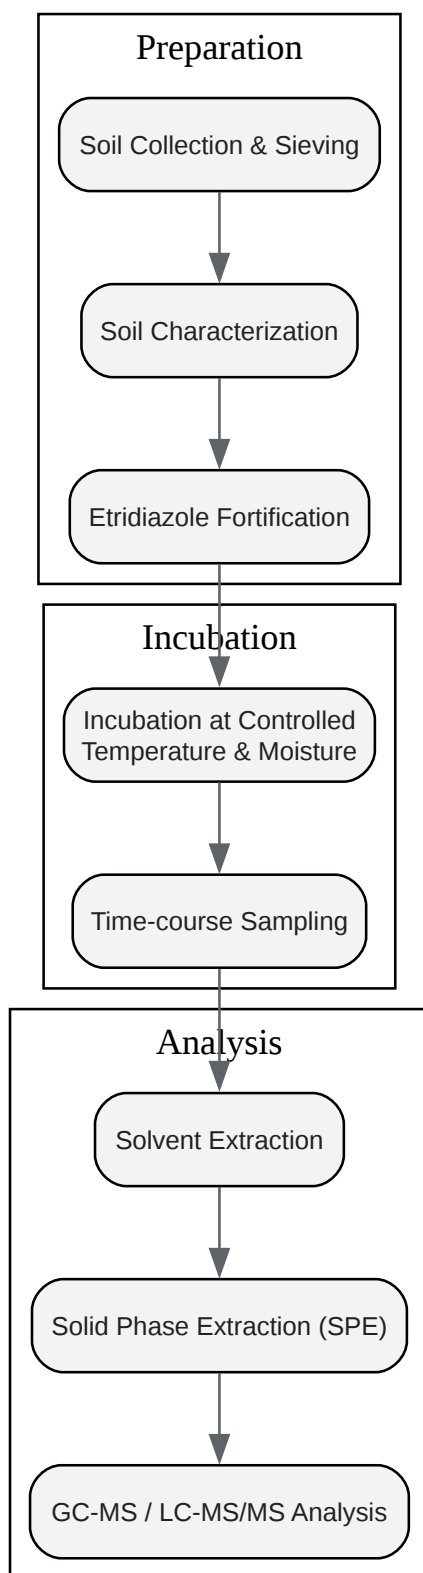 Preparation
Soil Collection & Sieving
Soil Characterization
Etridiazole Fortification
Incubation
Incubation at Controlled
Temperature & Moisture
Time-course Sampling
Analysis
Solvent Extraction
Solid Phase Extraction (SPE)
GC-MS / LC-MS/MS Analysis